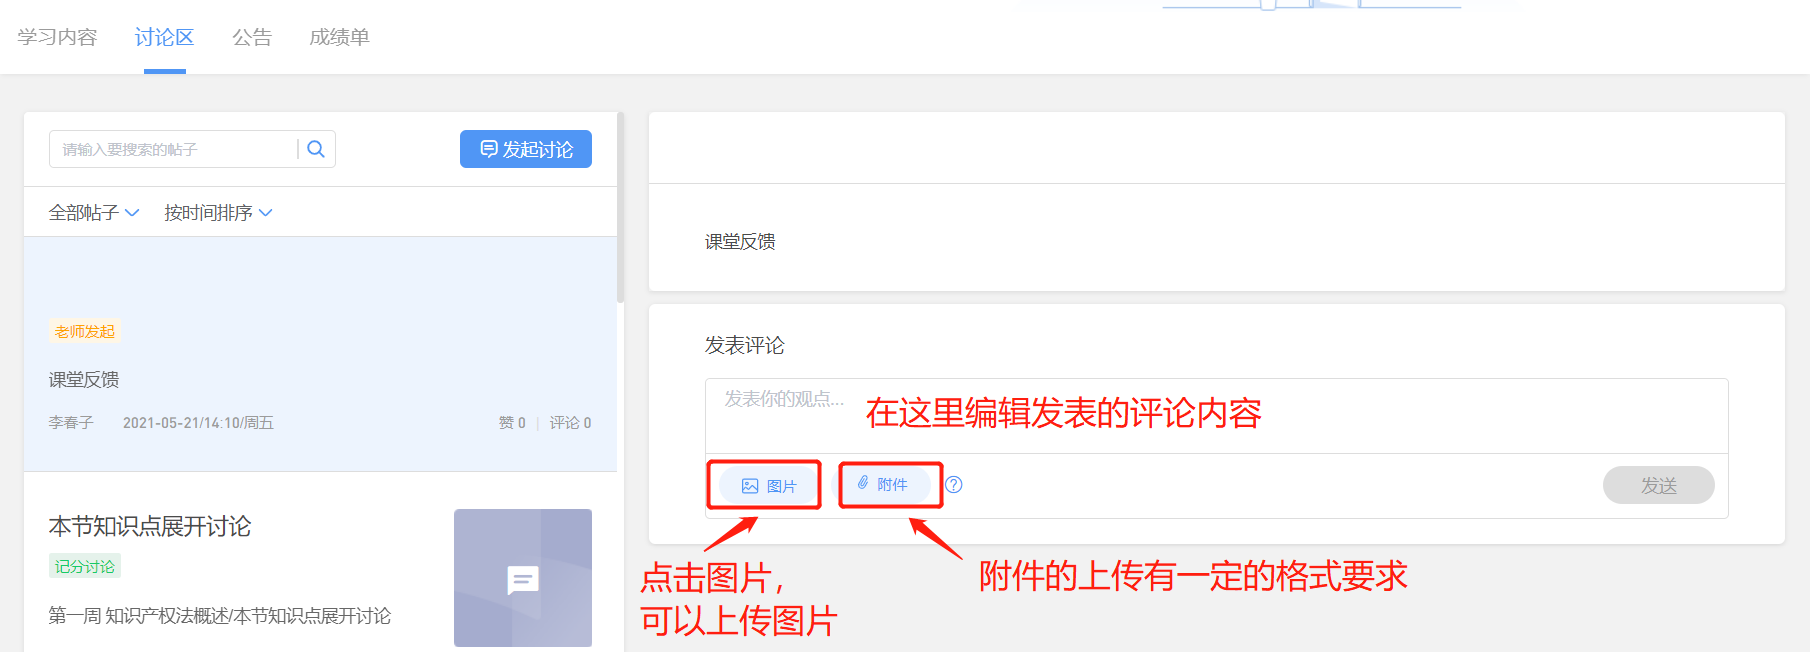 学习内容 讨论区 公告 成绩单
请输入要搜索的帖子
发起讨论
全部帖子 按时间排序
老师发起
课堂反馈
李春子 2021-05-21/14:10/周五 赞 0 评论 0
本节知识点展开讨论
记分讨论
第一周 知识产权法概述/本节知识点展开讨论
课堂反馈
发表评论
发表你的观点...
在这里编辑发表的评论内容
图片 附件 ? 发送
点击图片，
可以上传图片
附件的上传有一定的格式要求